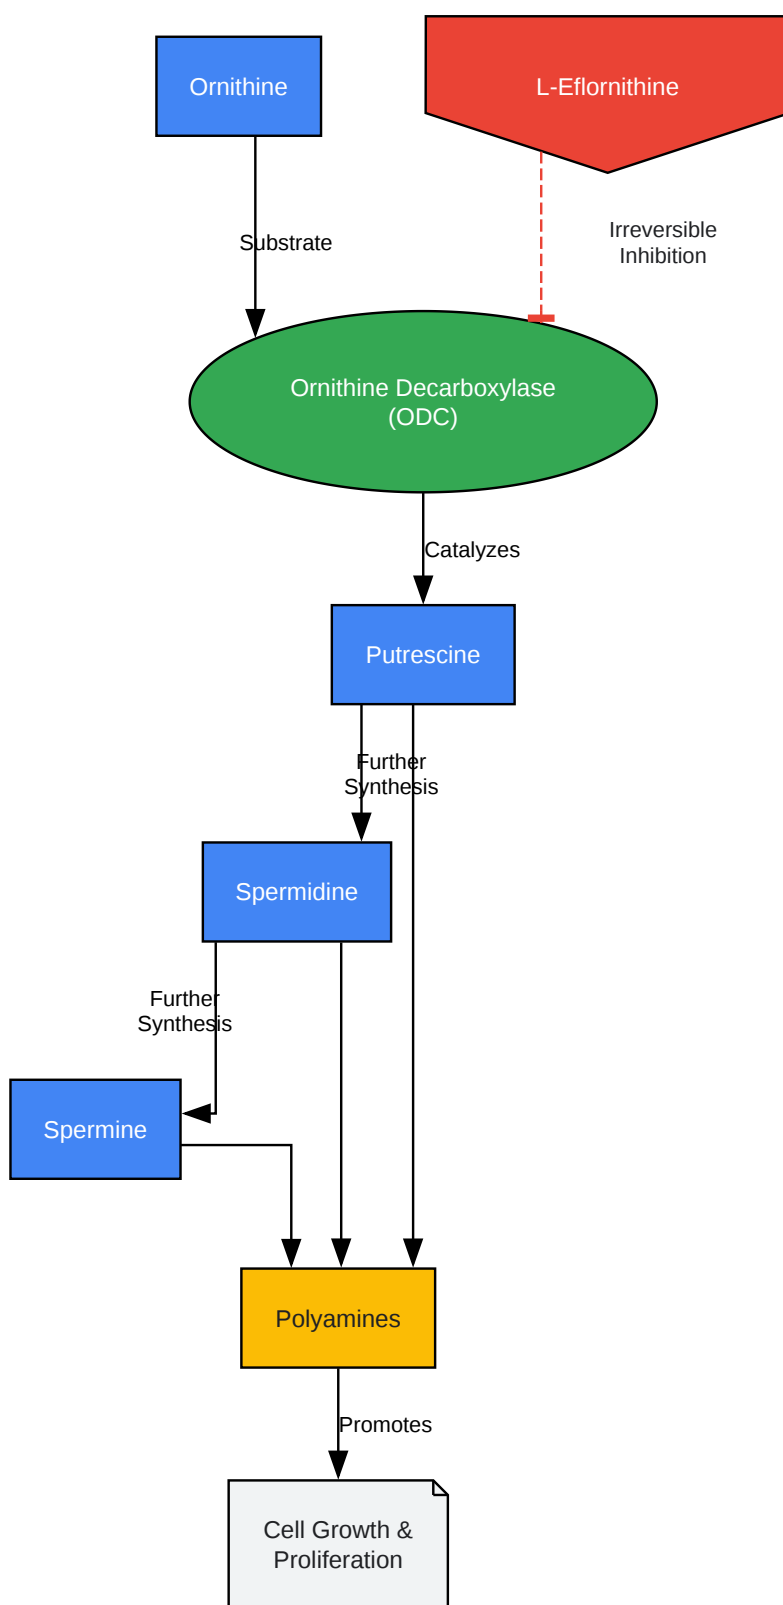 Ornithine
L-Eflornithine
Substrate
Irreversible
Inhibition
Ornithine Decarboxylase
(ODC)
Catalyzes
Putrescine
Further
Synthesis
Spermidine
Further
Synthesis
Spermine
Polyamines
Promotes
Cell Growth &
Proliferation